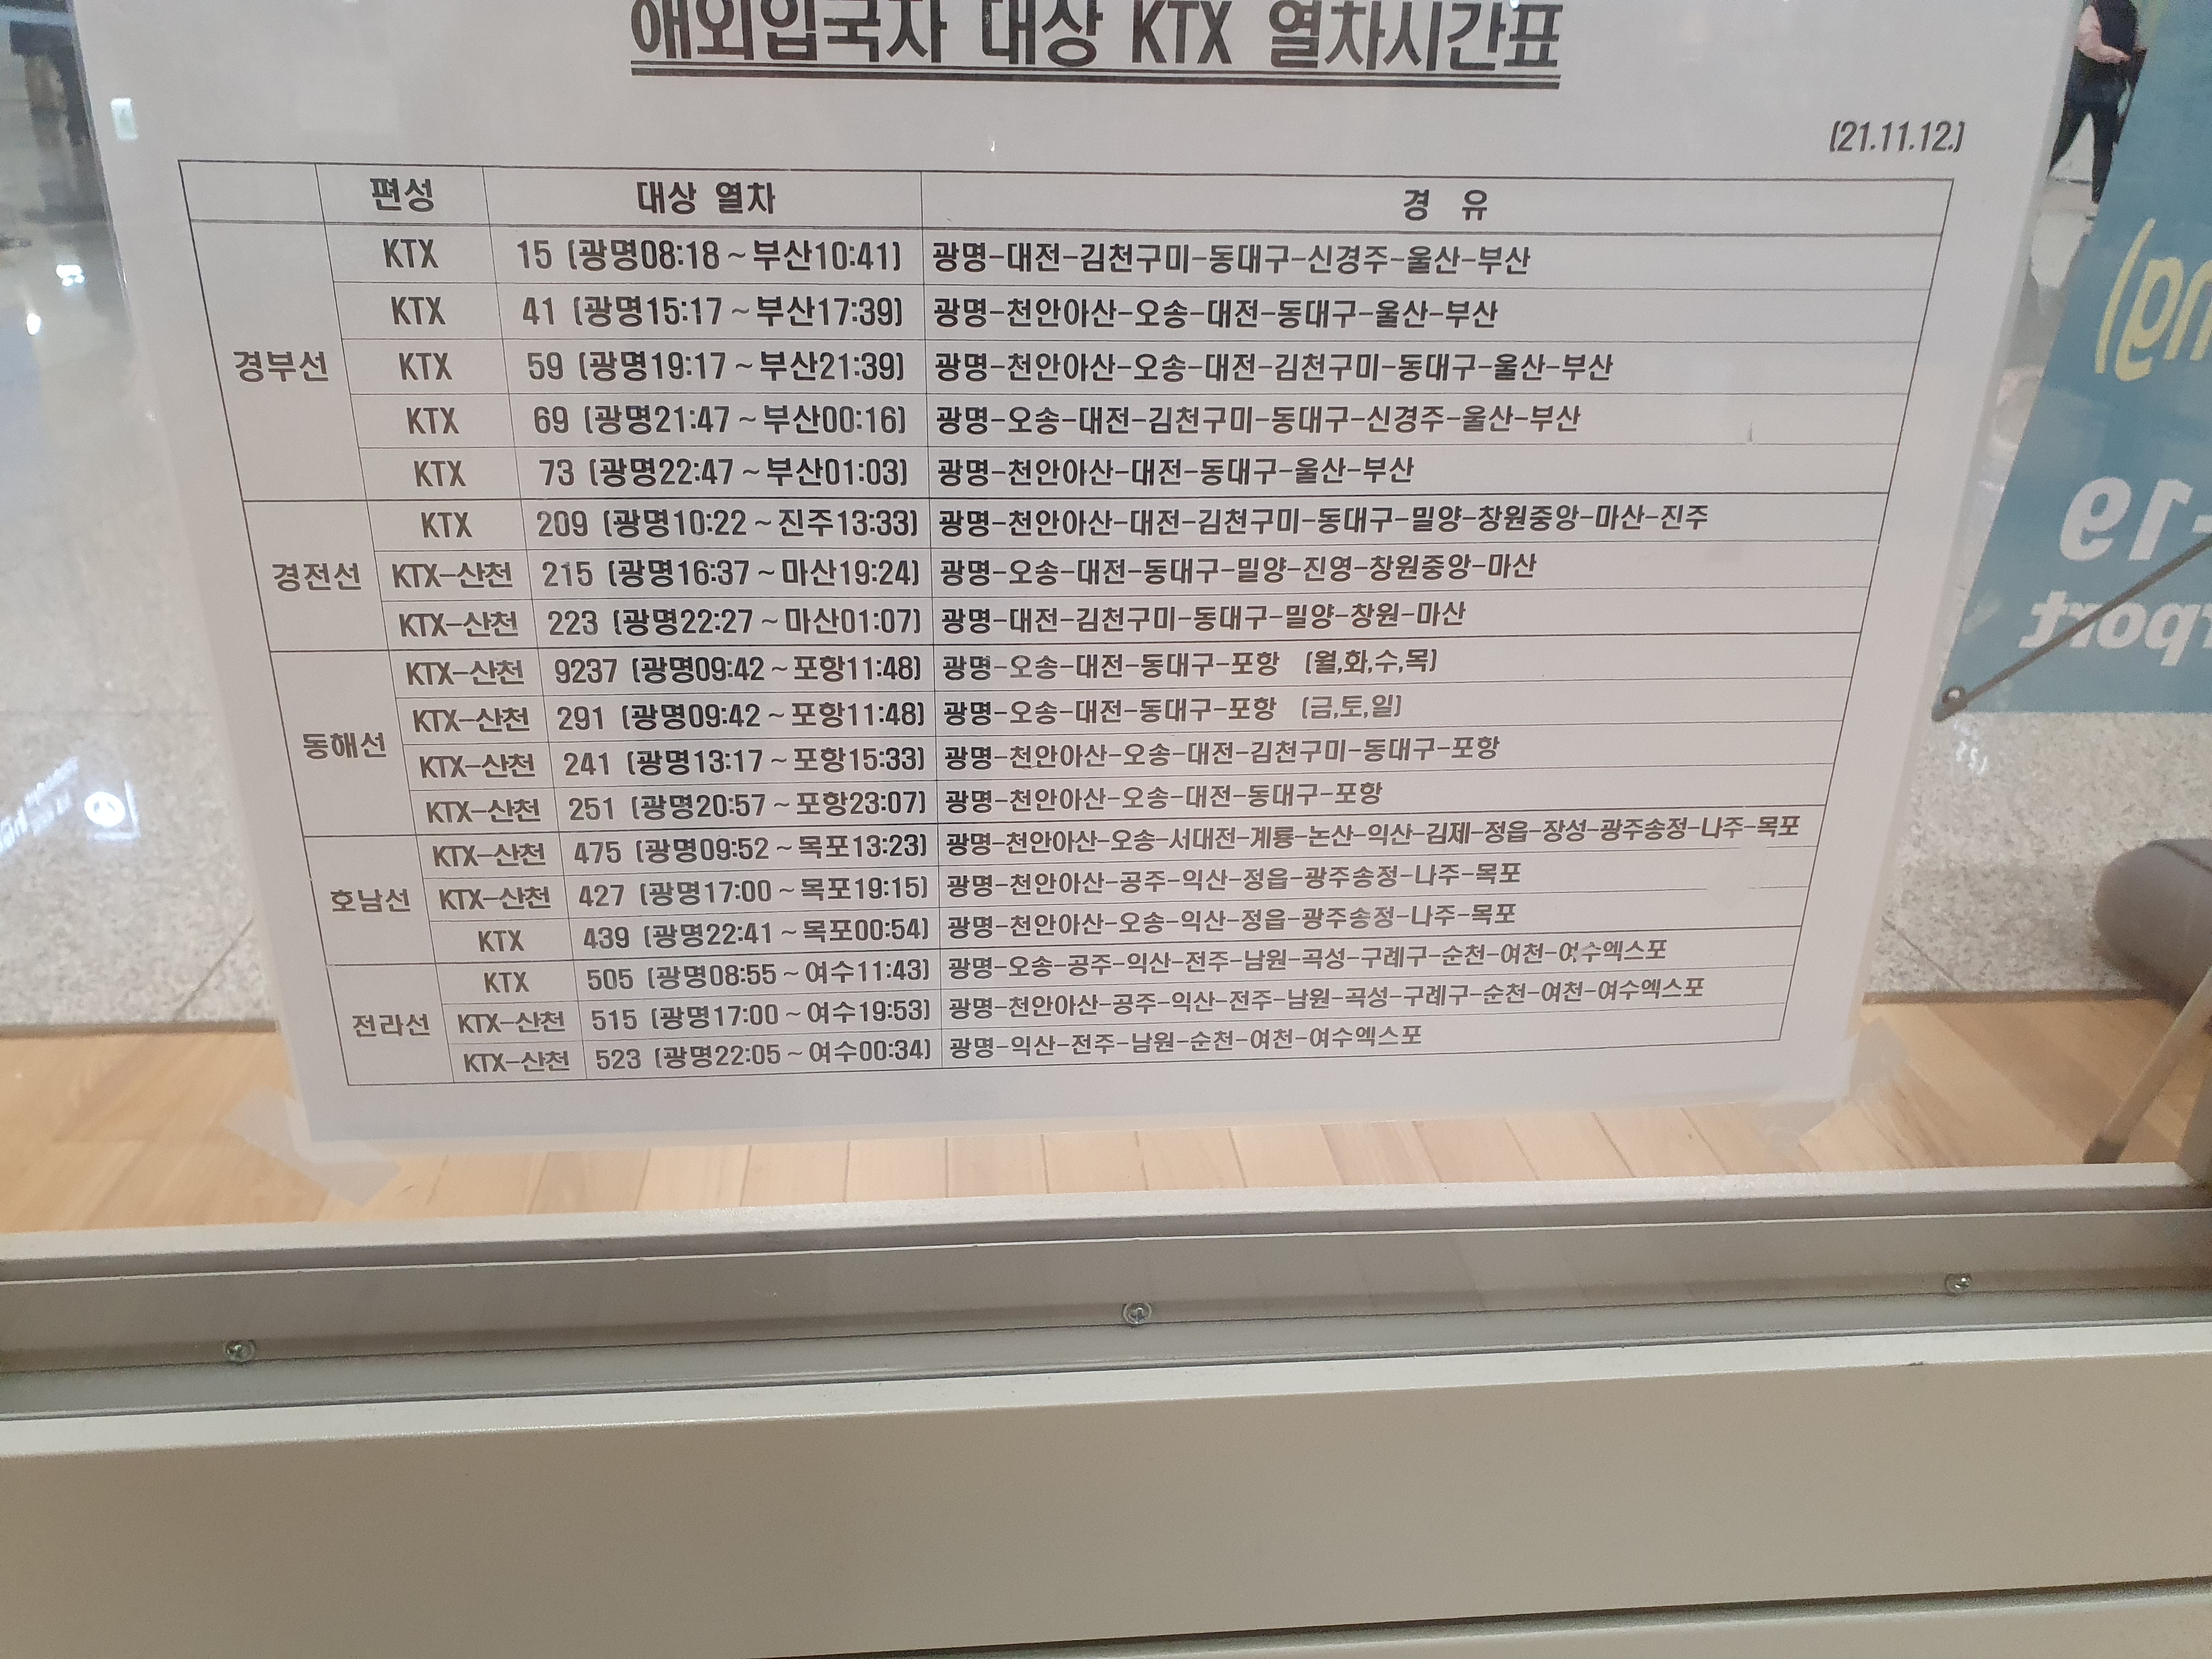 해외입국자 대상 KTX 열차시간표
(21.11.12.)
편성 대상 열차 경 유
경부선
KTX 15 (광명08:18~부산10:41) 광명-대전-김천구미-동대구-신경주-울산-부산
KTX 41 (광명15:17~부산17:39) 광명-천안아산-오송-대전-동대구-울산-부산
KTX 59 (광명19:17~부산21:39) 광명-천안아산-오송-대전-김천구미-동대구-울산-부산
KTX 69 (광명21:47~부산00:16) 광명-오송-대전-김천구미-동대구-신경주-울산-부산
KTX 73 (광명22:47~부산01:03) 광명-천안아산-대전-동대구-울산-부산
경전선
KTX 209 (광명10:22~진주13:33) 광명-천안아산-대전-김천구미-동대구-밀양-창원중앙-마산-진주
KTX-산천 215 (광명16:37~마산19:24) 광명-오송-대전-동대구-밀양-진영-창원중앙-마산
KTX-산천 223 (광명22:27~마산01:07) 광명-대전-김천구미-동대구-밀양-창원-마산
동해선
KTX-산천 9237 (광명09:42~포항11:48) 광명-오송-대전-동대구-포항 (월,화,수,목)
KTX-산천 291 (광명09:42~포항11:48) 광명-오송-대전-동대구-포항 (금,토,일)
KTX-산천 241 (광명13:17~포항15:33) 광명-천안아산-오송-대전-김천구미-동대구-포항
KTX-산천 251 (광명20:57~포항23:07) 광명-천안아산-오송-대전-동대구-포항
호남선
KTX-산천 475 (광명09:52~목포13:23) 광명-천안아산-오송-서대전-계룡-논산-익산-김제-정읍-장성-광주송정-나주-목포
KTX-산천 427 (광명17:00~목포19:15) 광명-천안아산-공주-익산-정읍-광주송정-나주-목포
KTX 439 (광명22:41~목포00:54) 광명-천안아산-오송-익산-정읍-광주송정-나주-목포
전라선
KTX 505 (광명08:55~여수11:43) 광명-오송-공주-익산-전주-남원-곡성-구례구-순천-여천-여수엑스포
KTX-산천 515 (광명17:00~여수19:53) 광명-천안아산-공주-익산-전주-남원-곡성-구례구-순천-여천-여수엑스포
KTX-산천 523 (광명22:05~여수00:34) 광명-익산-전주-남원-순천-여천-여수엑스포